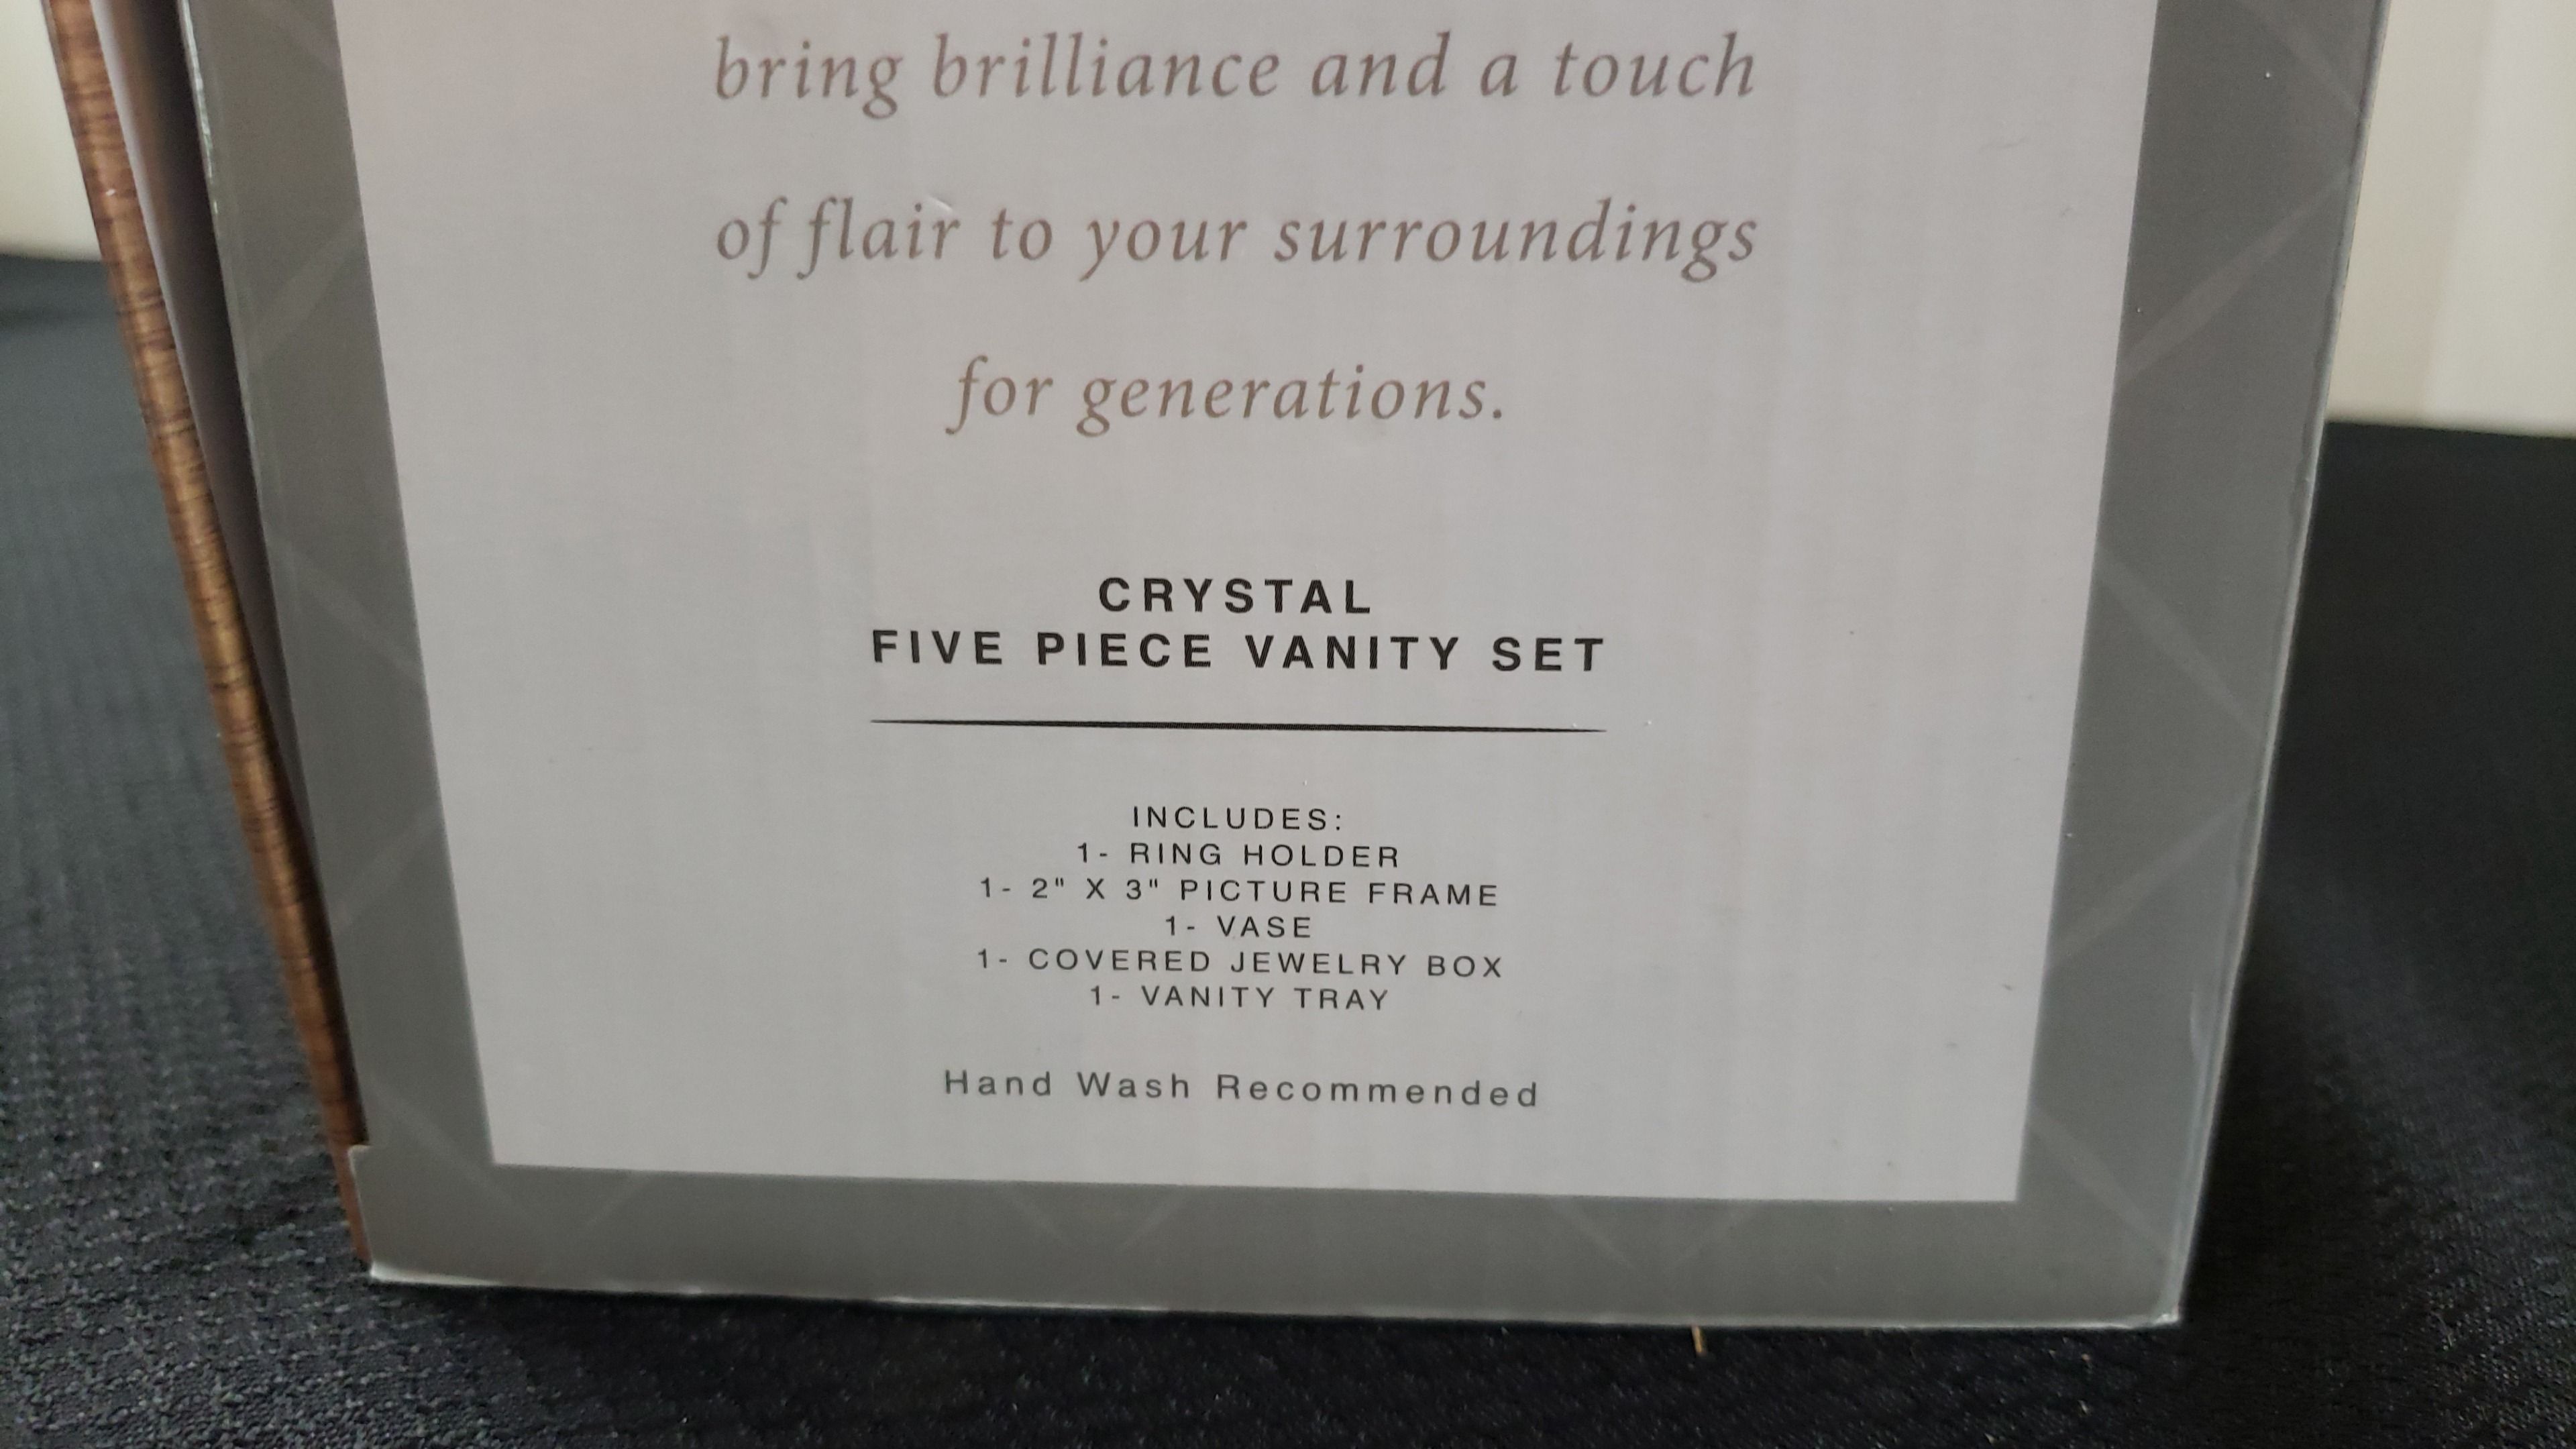 bring brilliance and a touch
of flair to your surroundings
for generations.
CRYSTAL
FIVE PIECE VANITY SET
INCLUDES:
1- RING HOLDER
1- 2" X 3" PICTURE FRAME
1- VASE
1- COVERED JEWELRY BOX
1- VANITY TRAY
Hand Wash Recommended